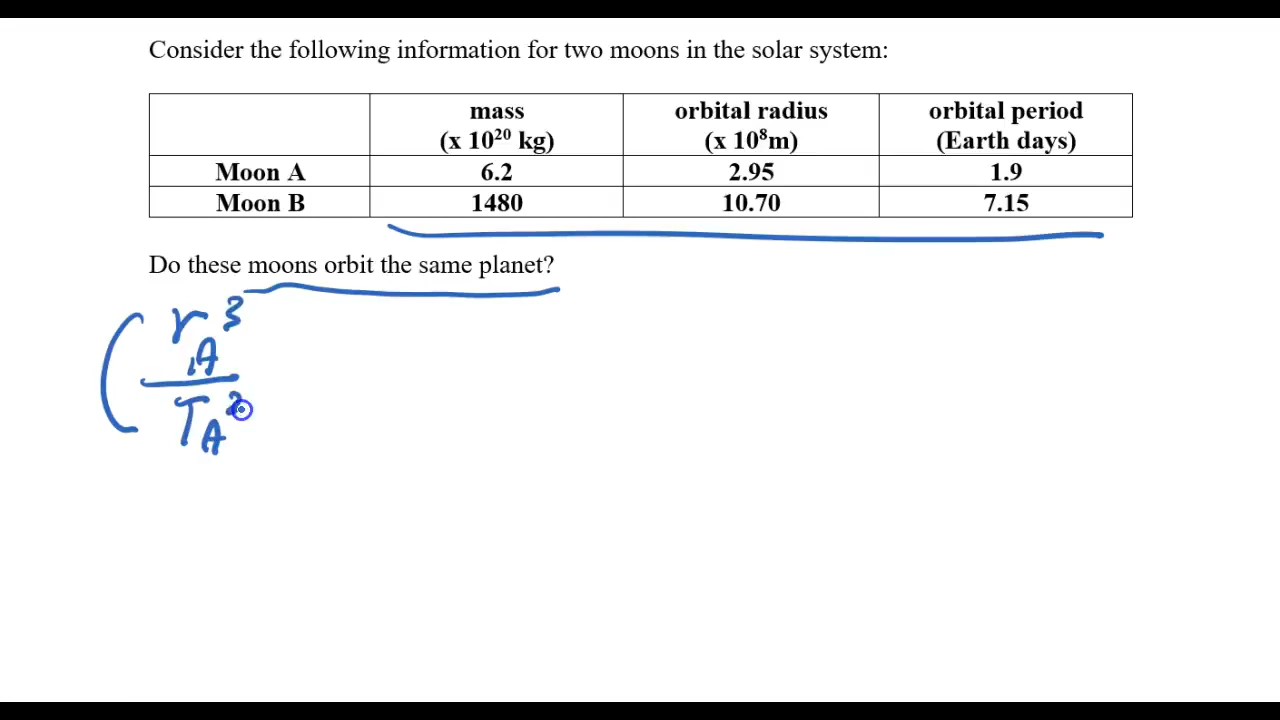 Consider the following information for two moons in the solar system:
mass (x 10²⁰ kg) orbital radius (x 10⁸m) orbital period (Earth days)
Moon A 6.2 2.95 1.9
Moon B 1480 10.70 7.15
Do these moons orbit the same planet?
( r_A³
T_A²